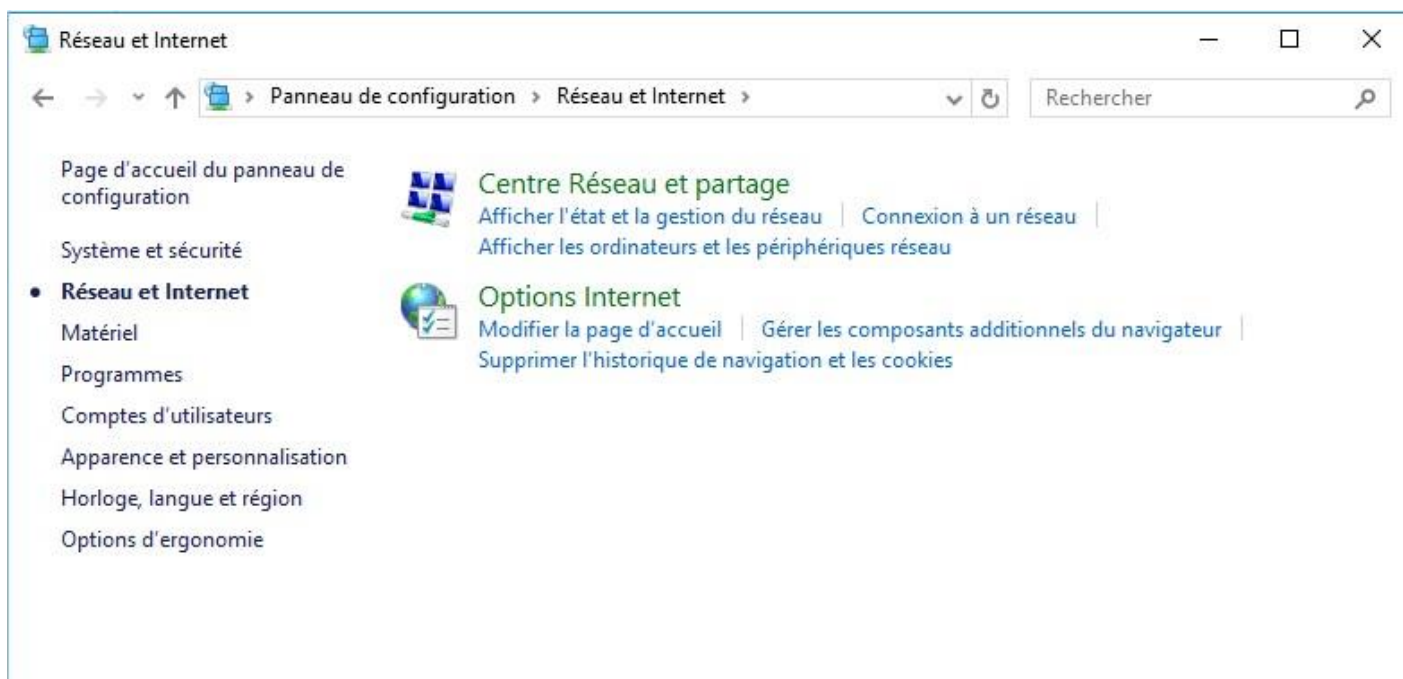 Réseau et Internet
Panneau de configuration > Réseau et Internet >
Rechercher
Page d'accueil du panneau de
configuration
Système et sécurité
Réseau et Internet
Matériel
Programmes
Comptes d'utilisateurs
Apparence et personnalisation
Horloge, langue et région
Options d'ergonomie
Centre Réseau et partage
Afficher l'état et la gestion du réseau | Connexion à un réseau |
Afficher les ordinateurs et les périphériques réseau
Options Internet
Modifier la page d'accueil | Gérer les composants additionnels du navigateur |
Supprimer l'historique de navigation et les cookies